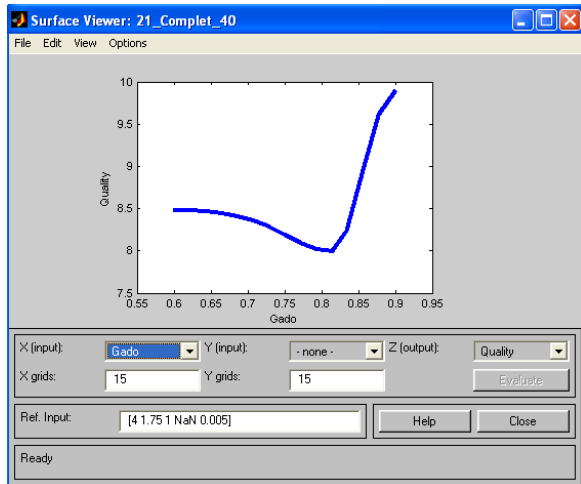 Surface Viewer: 21_Complet_40
File Edit View Options
10
9.5
9
8.5
8
7.5
Quality
0.55 0.6 0.65 0.7 0.75 0.8 0.85 0.9 0.95
Gado
X (input): Gado Y (input): - none - Z (output): Quality
X grids: 15 Y grids: 15 Evaluate
Ref. Input: [4 1.75 1 NaN 0.005] Help Close
Ready